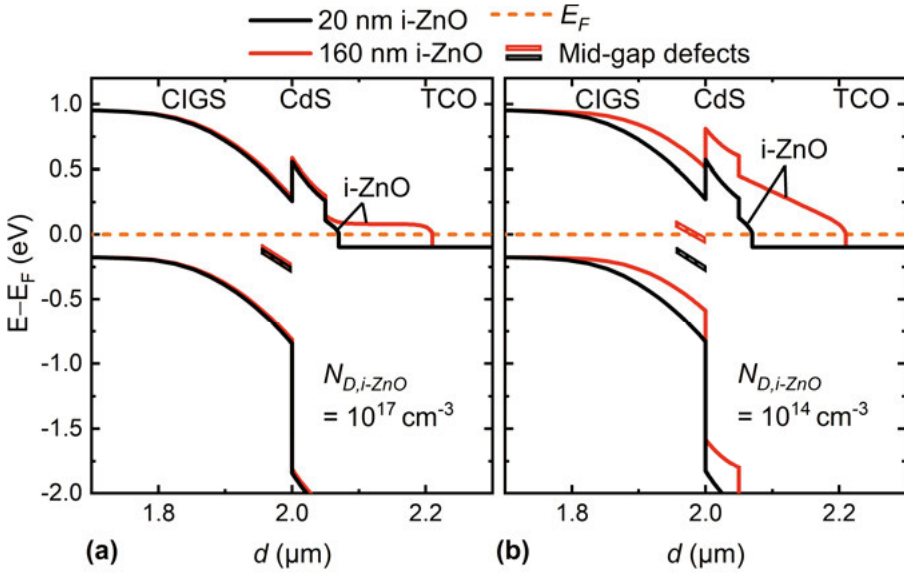 20 nm i-ZnO
E_F
160 nm i-ZnO
Mid-gap defects
CIGS CdS TCO
CIGS CdS TCO
1.0
0.5
0.0
-0.5
-1.0
-1.5
-2.0
E−E_F (eV)
i-ZnO
i-ZnO
N_{D,i-ZnO}
= 10^{17} cm^{-3}
N_{D,i-ZnO}
= 10^{14} cm^{-3}
1.8 2.0 2.2
1.8 2.0 2.2
(a) d (µm)
(b) d (µm)